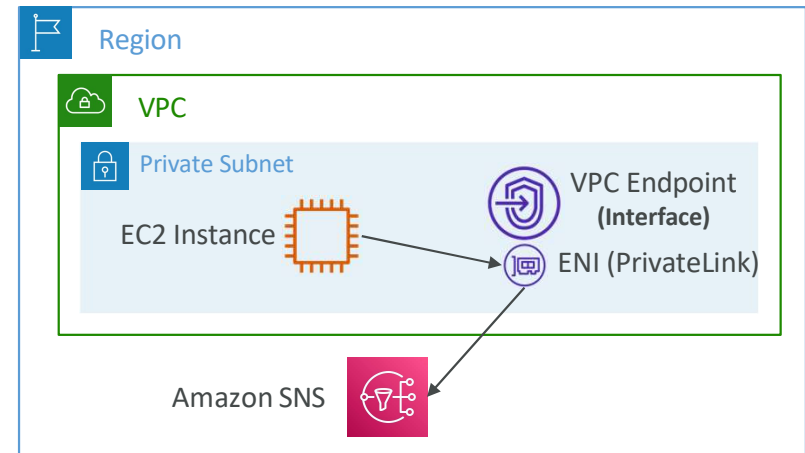 Region
VPC
Private Subnet
VPC Endpoint
(Interface)
EC2 Instance
ENI (PrivateLink)
Amazon SNS